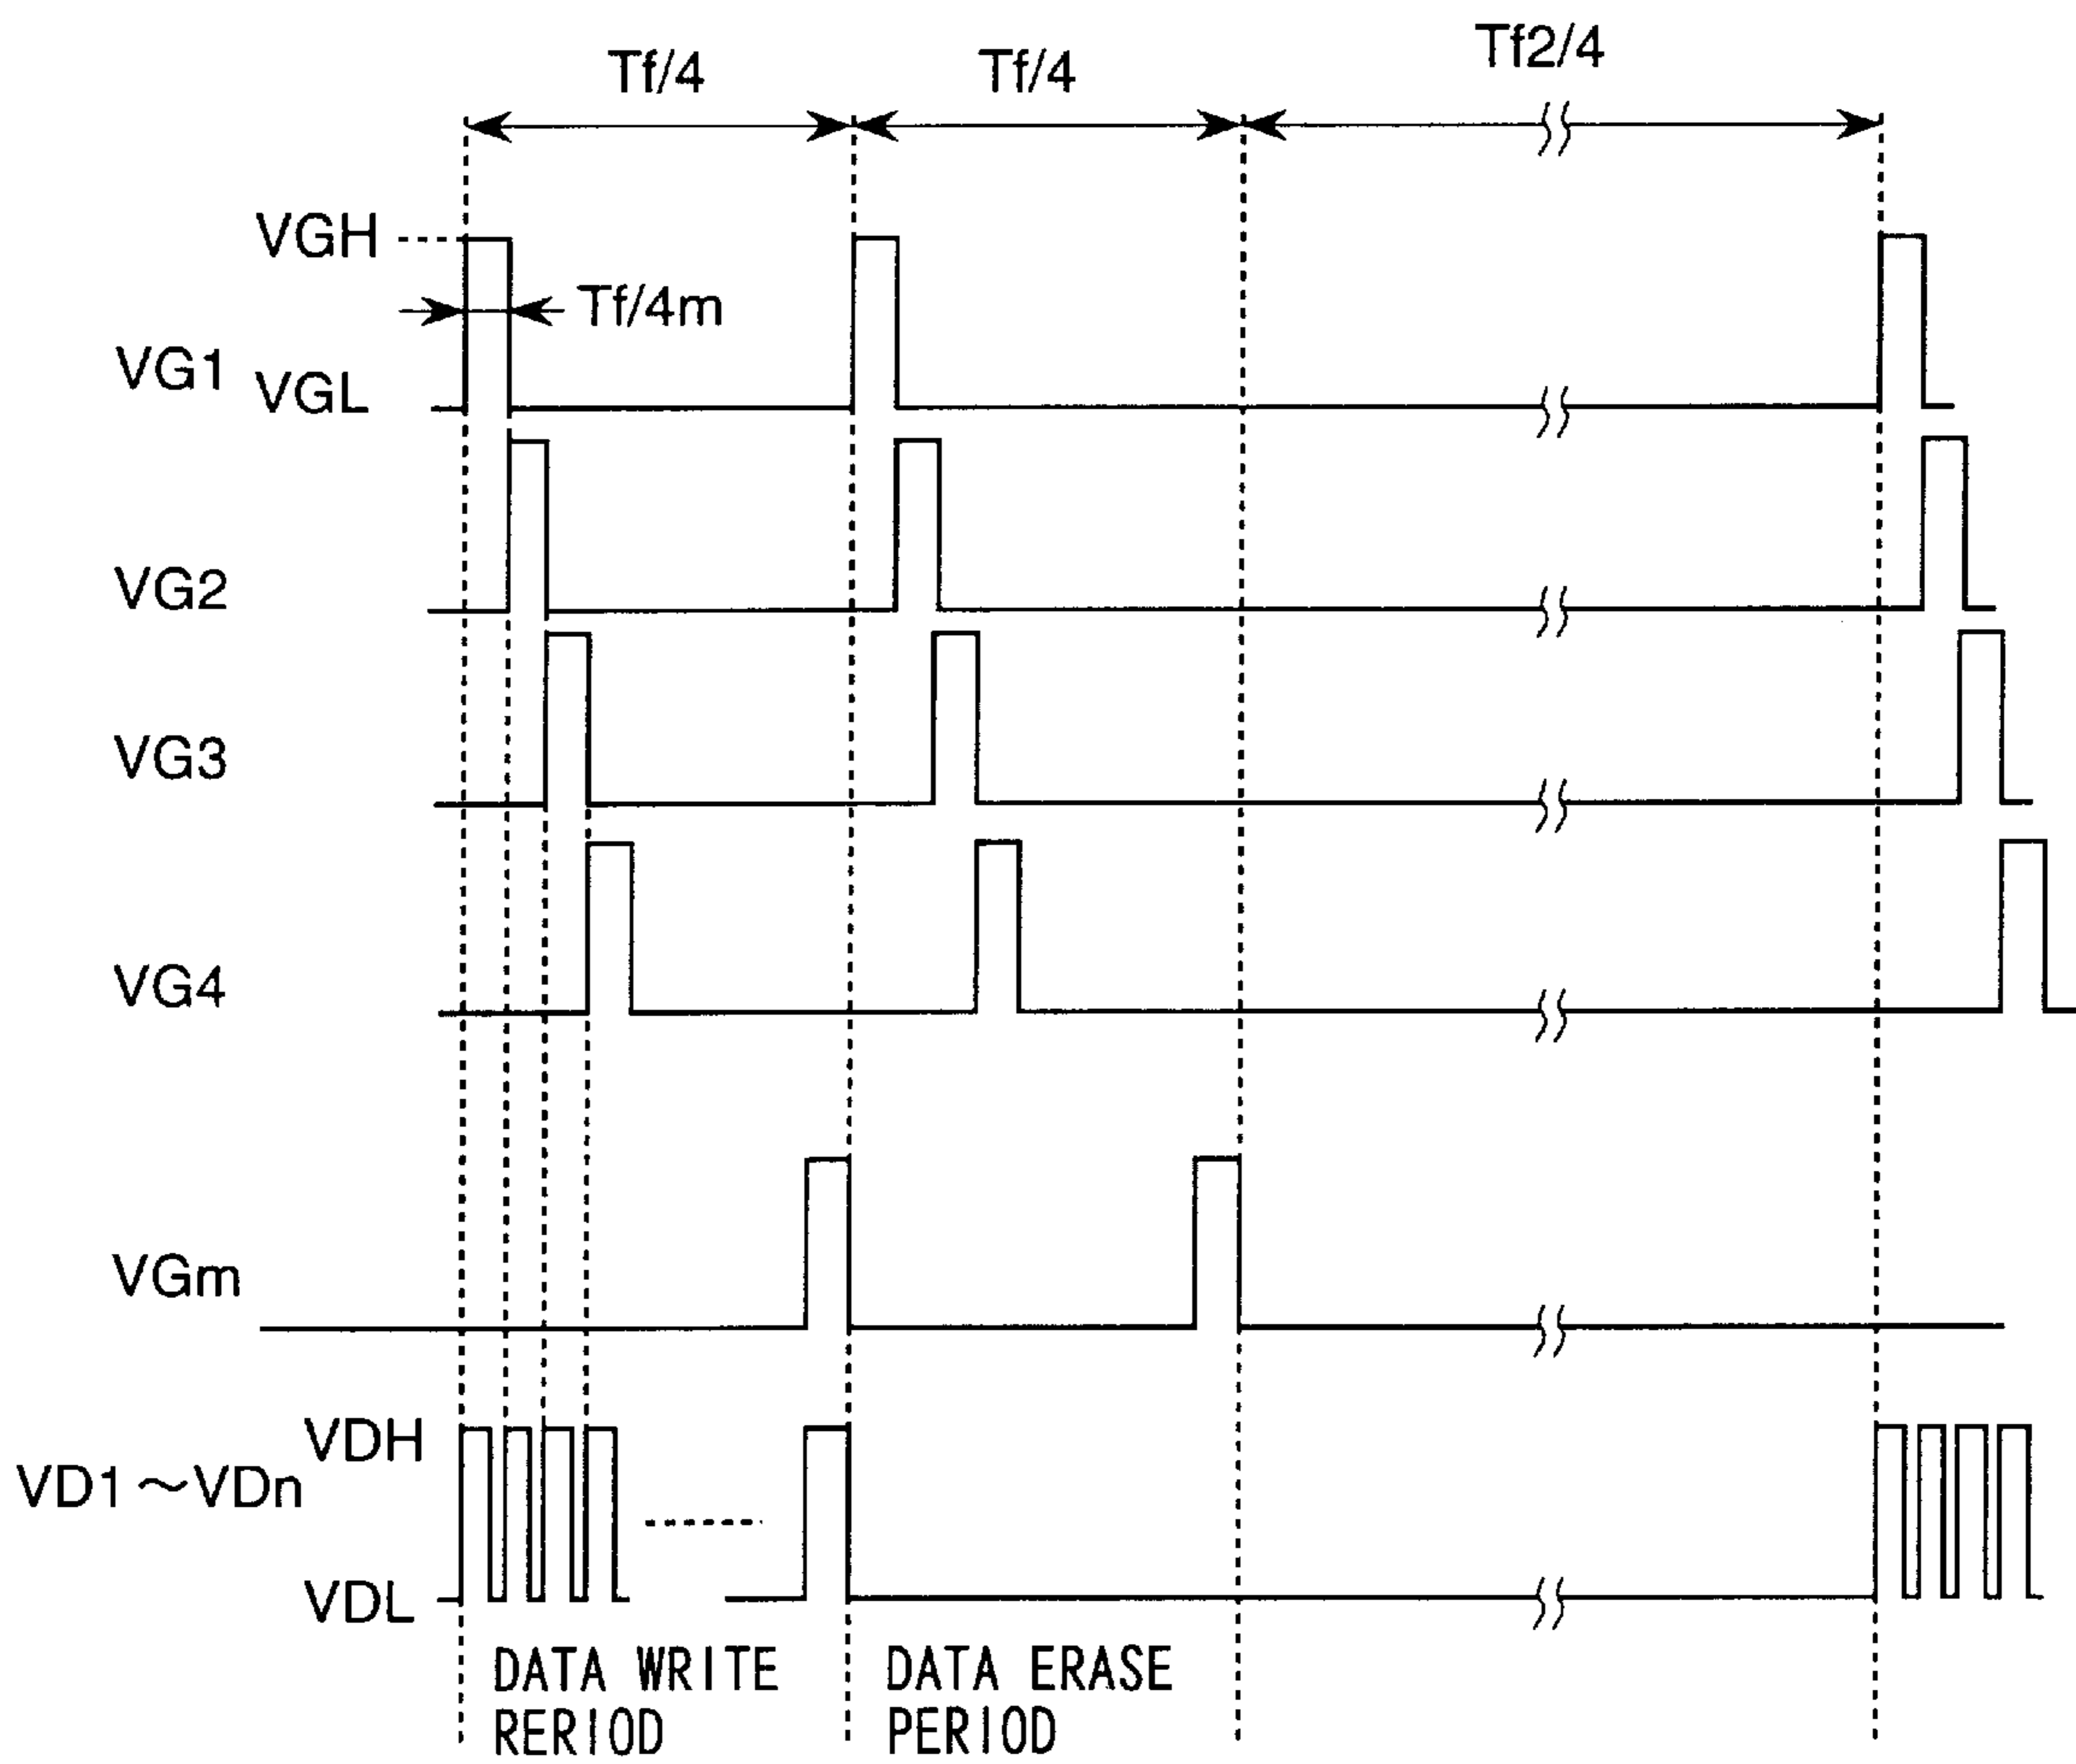 Tf/4
Tf/4
Tf2/4
VGH
Tf/4m
VG1
VGL
VG2
VG3
VG4
VGm
VDH
VD1～VDn
VDL
DATA WRITE
RERIOD
DATA ERASE
PERIOD